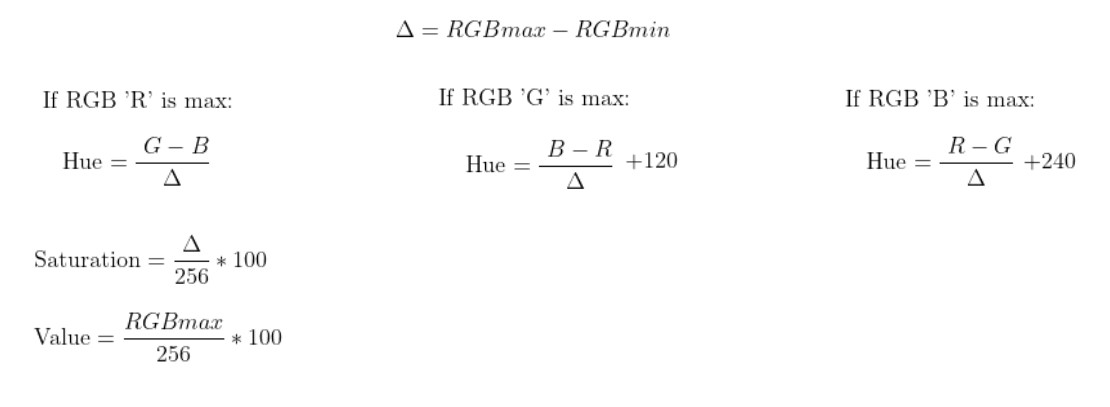 Δ = RGBmax − RGBmin
If RGB 'R' is max:
Hue = (G − B) / Δ
If RGB 'G' is max:
Hue = (B − R) / Δ +120
If RGB 'B' is max:
Hue = (R − G) / Δ +240
Saturation = Δ / 256 * 100
Value = RGBmax / 256 * 100